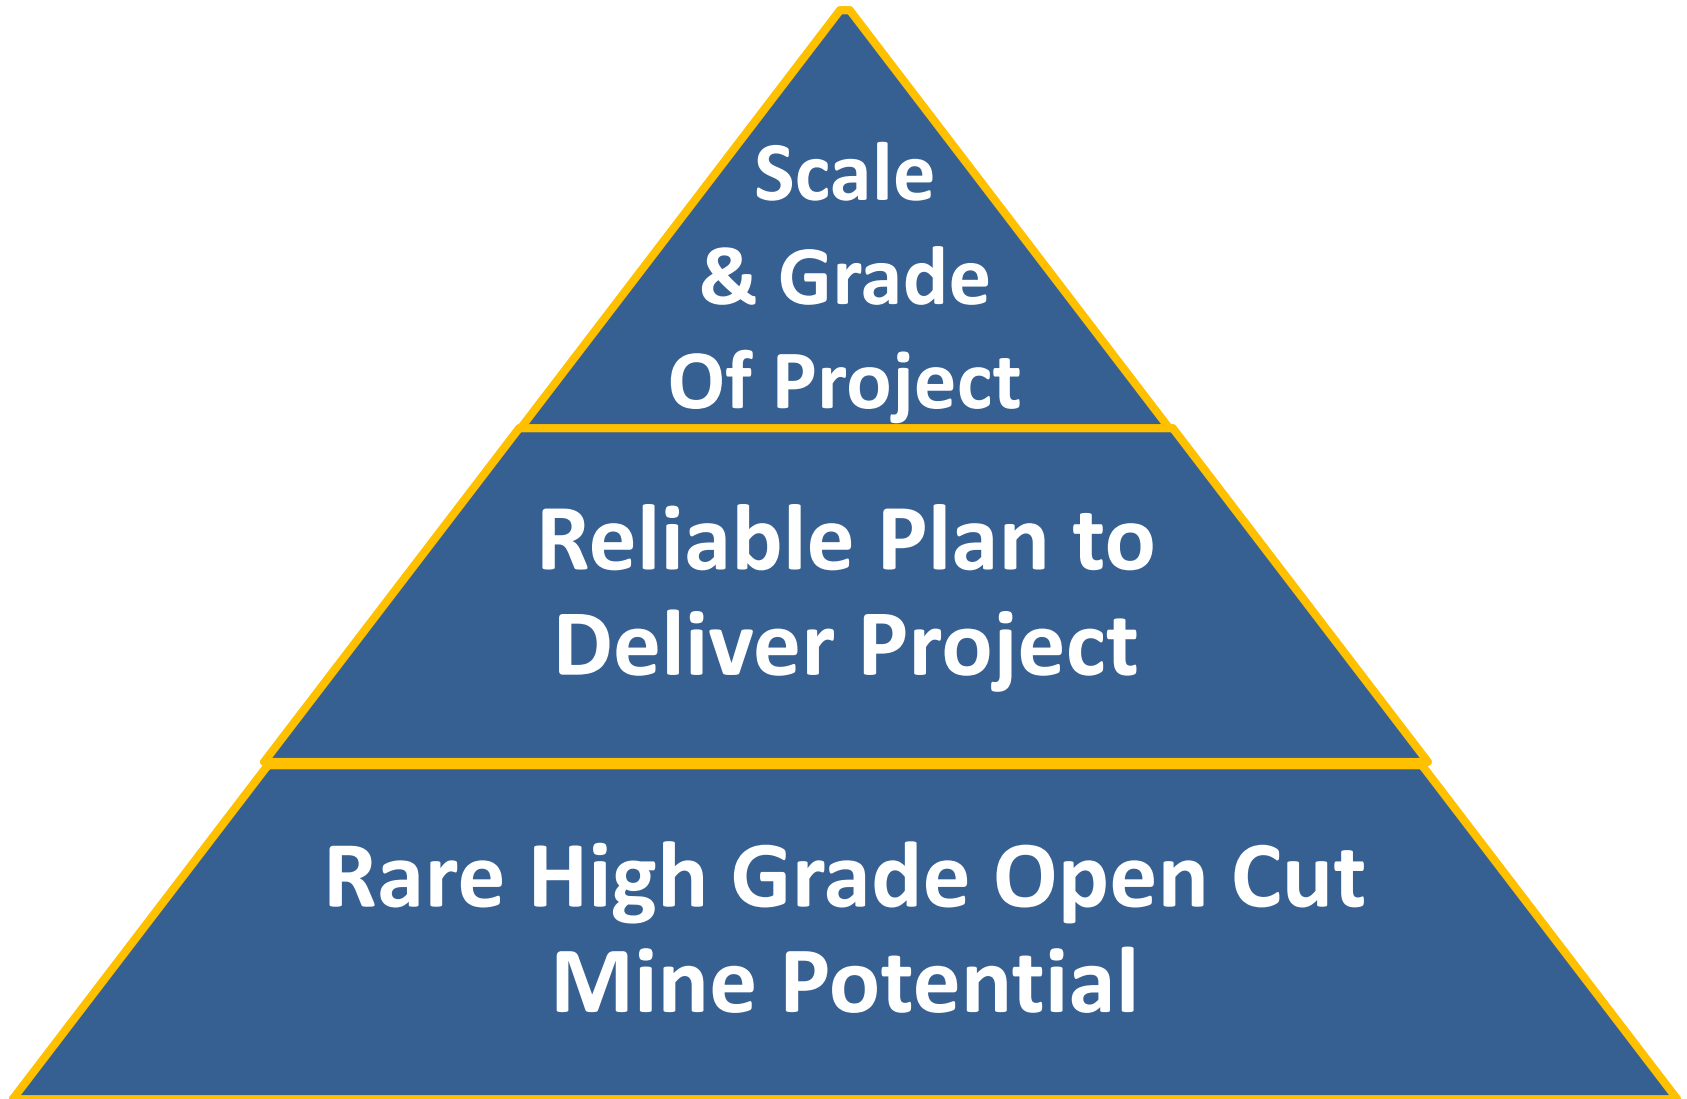 Scale
& Grade
Of Project
Reliable Plan to
Deliver Project
Rare High Grade Open Cut
Mine Potential